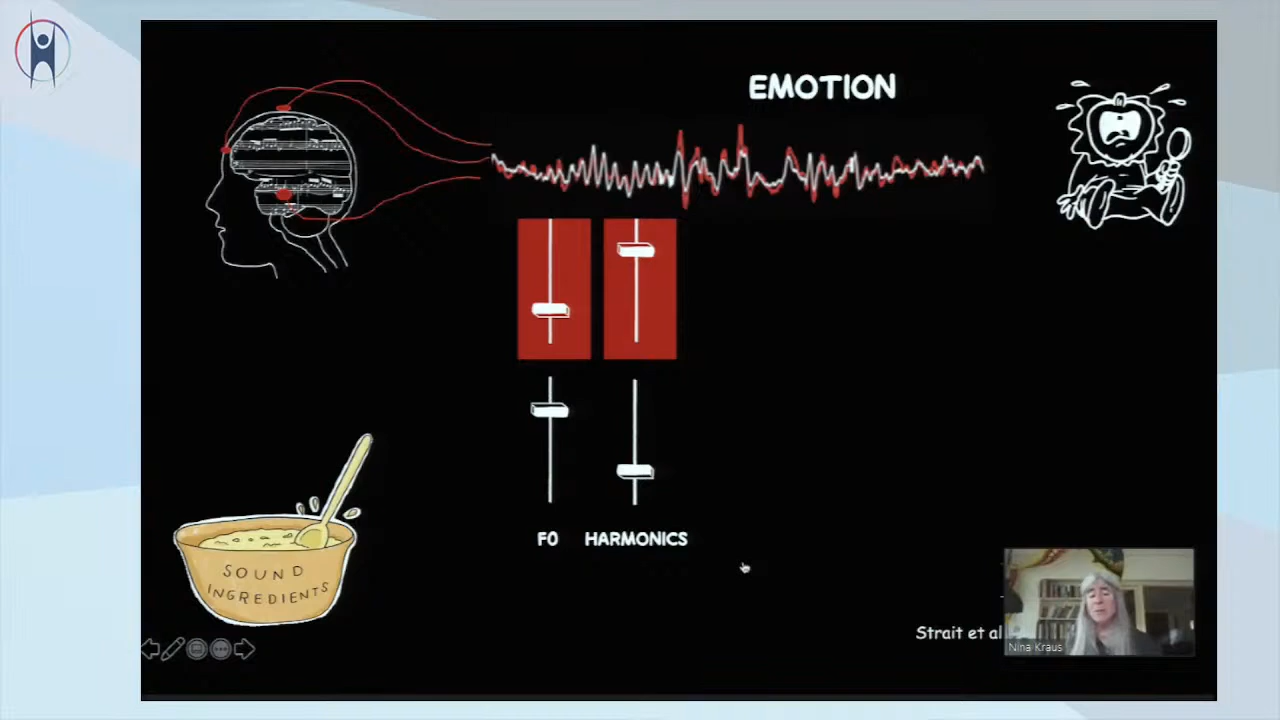 EMOTION
SOUND
INGREDIENTS
F0 HARMONICS
Strait et al
Nina Kraus